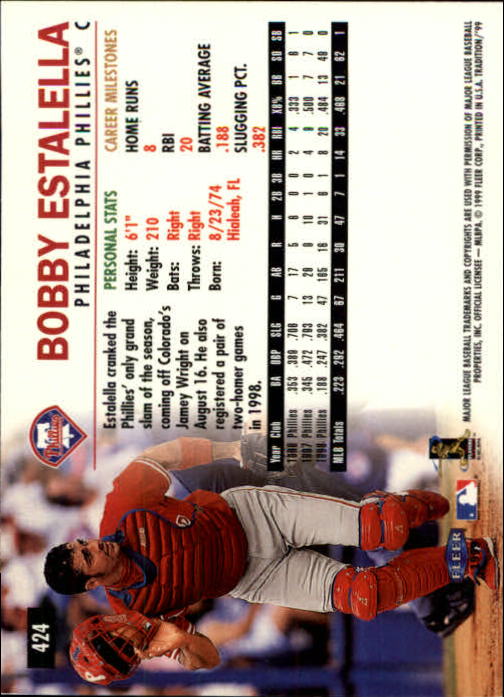 424
Phillies
BOBBY ESTALELLA
PHILADELPHIA PHILLIES® C
Estalella cranked the
Phillies' only grand
slam of the season,
coming off Colorado's
Jamey Wright on
August 16. He also
registered a pair of
two-homer games
in 1998.
PERSONAL STATS
Height: 6'1"
Weight: 210
Bats: Right
Throws: Right
Born:
8/23/74
Hialeah, FL
CAREER MILESTONES
HOME RUNS
8
RBI
20
BATTING AVERAGE
.188
SLUGGING PCT.
.382
Year Club BA OBP SLG G AB R H 2B 3B HR RBI XB% BB SO SB
1996 Phillies .353 .389 .706 7 17 5 6 0 0 2 4 .333 1 6 1
1997 Phillies .345 .472 .793 13 29 9 10 1 0 4 9 .500 7 7 0
1998 Phillies .188 .247 .382 47 165 16 31 6 1 8 20 .484 13 49 0
MLB Totals .223 .292 .464 67 211 30 47 7 1 14 33 .468 21 62 1
MAJOR LEAGUE BASEBALL TRADEMARKS AND COPYRIGHTS ARE USED WITH PERMISSION OF MAJOR LEAGUE BASEBALL
PROPERTIES, INC. OFFICIAL LICENSEE – MLBPA. © 1999 FLEER CORP., PRINTED IN U.S.A. TRADITION/'99
FLEER